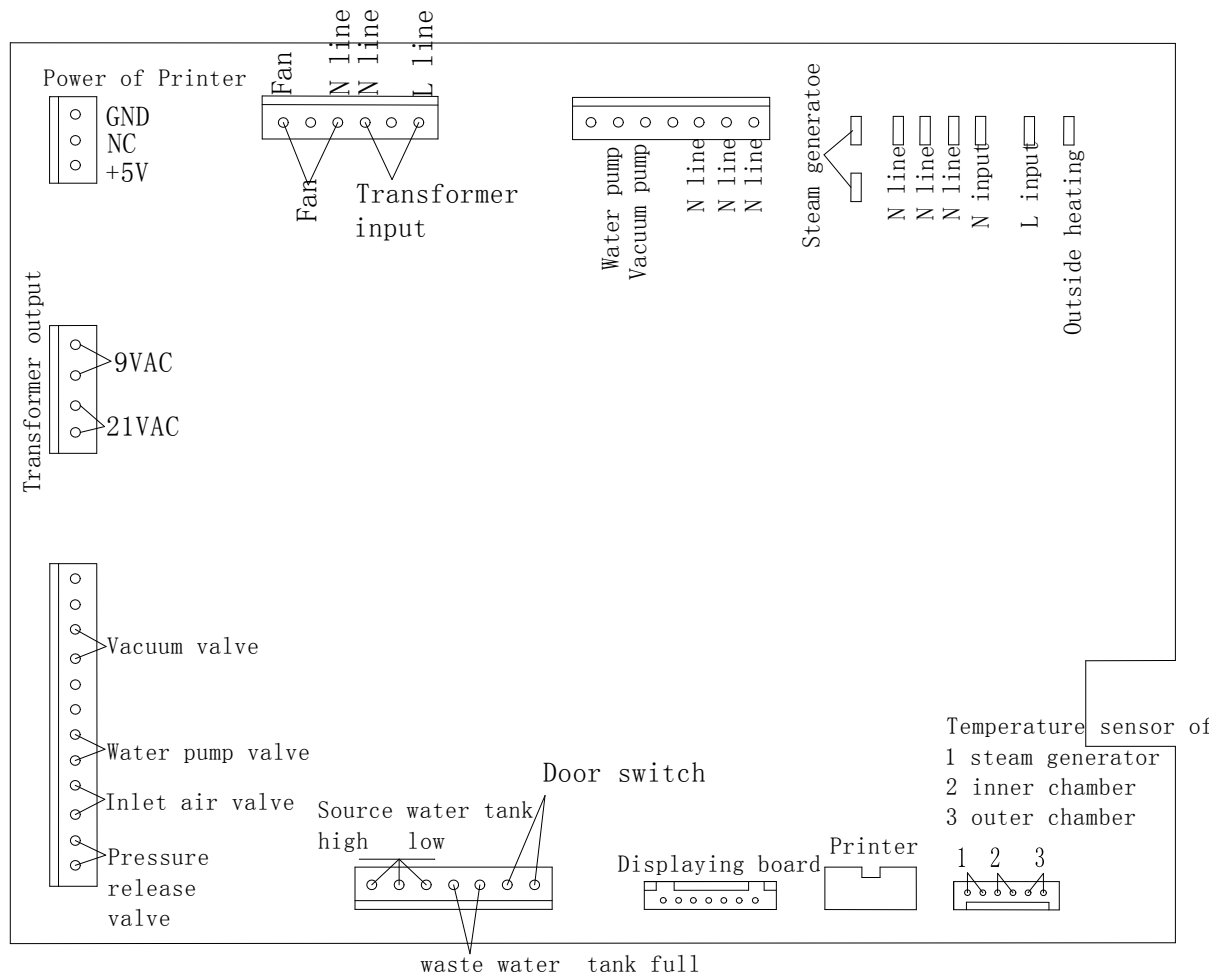 Power of Printer
GND
NC
+5V
Fan
N line
N line
L line
Fan
Transformer
input
Water pump
Vacuum pump
N line
N line
N line
Steam generatoe
N line
N line
N line
N input
L input
Outside heating
Transformer output
9VAC
21VAC
Vacuum valve
Water pump valve
Inlet air valve
Pressure
release
valve
Source water tank
high low
Door switch
waste water tank full
Displaying board
Printer
Temperature sensor of
1 steam generator
2 inner chamber
3 outer chamber
1 2 3